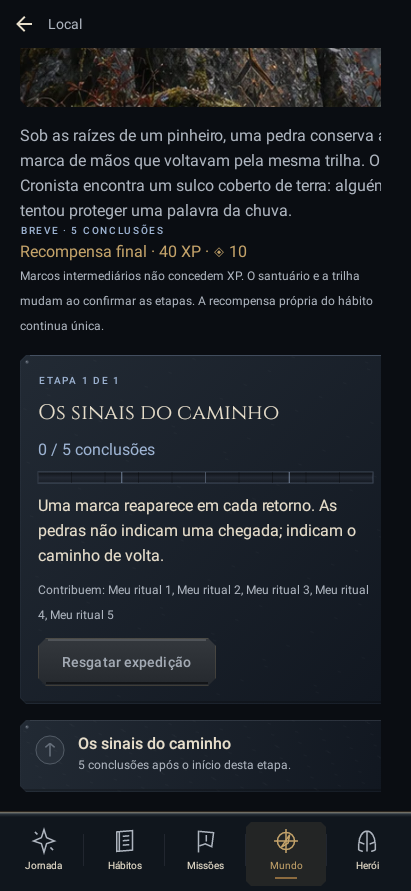 Local
Sob as raízes de um pinheiro, uma pedra conserva a
marca de mãos que voltavam pela mesma trilha. O
Cronista encontra um sulco coberto de terra: alguém
tentou proteger uma palavra da chuva.
BREVE · 5 CONCLUSÕES
Recompensa final · 40 XP · ◈ 10
Marcos intermediários não concedem XP. O santuário e a trilha
mudam ao confirmar as etapas. A recompensa própria do hábito
continua única.
ETAPA 1 DE 1
Os sinais do caminho
0 / 5 conclusões
Uma marca reaparece em cada retorno. As
pedras não indicam uma chegada; indicam o
caminho de volta.
Contribuem: Meu ritual 1, Meu ritual 2, Meu ritual 3, Meu ritual
4, Meu ritual 5
Resgatar expedição
Os sinais do caminho
5 conclusões após o início desta etapa.
Jornada
Hábitos
Missões
Mundo
Herói